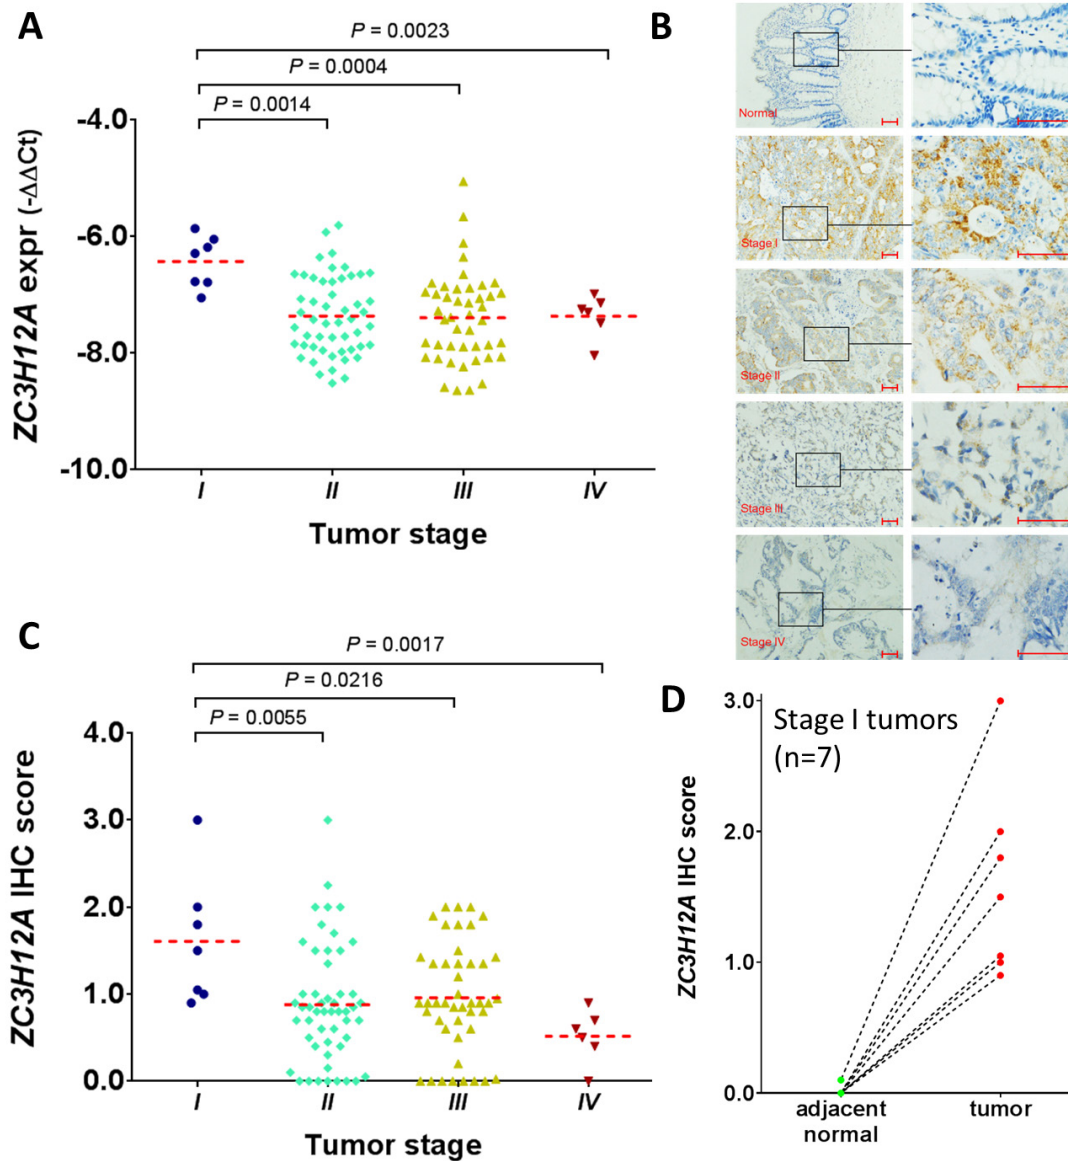 A
P = 0.0023
P = 0.0004
P = 0.0014
-4.0
-6.0
-8.0
-10.0
ZC3H12A expr (-ΔΔCt)
I II III IV
Tumor stage
B
Normal
Stage I
Stage II
Stage III
Stage IV
C
P = 0.0017
P = 0.0216
P = 0.0055
4.0
3.0
2.0
1.0
0.0
ZC3H12A IHC score
I II III IV
Tumor stage
D
Stage I tumors
(n=7)
3.0
2.0
1.0
0.0
ZC3H12A IHC score
adjacent
normal
tumor